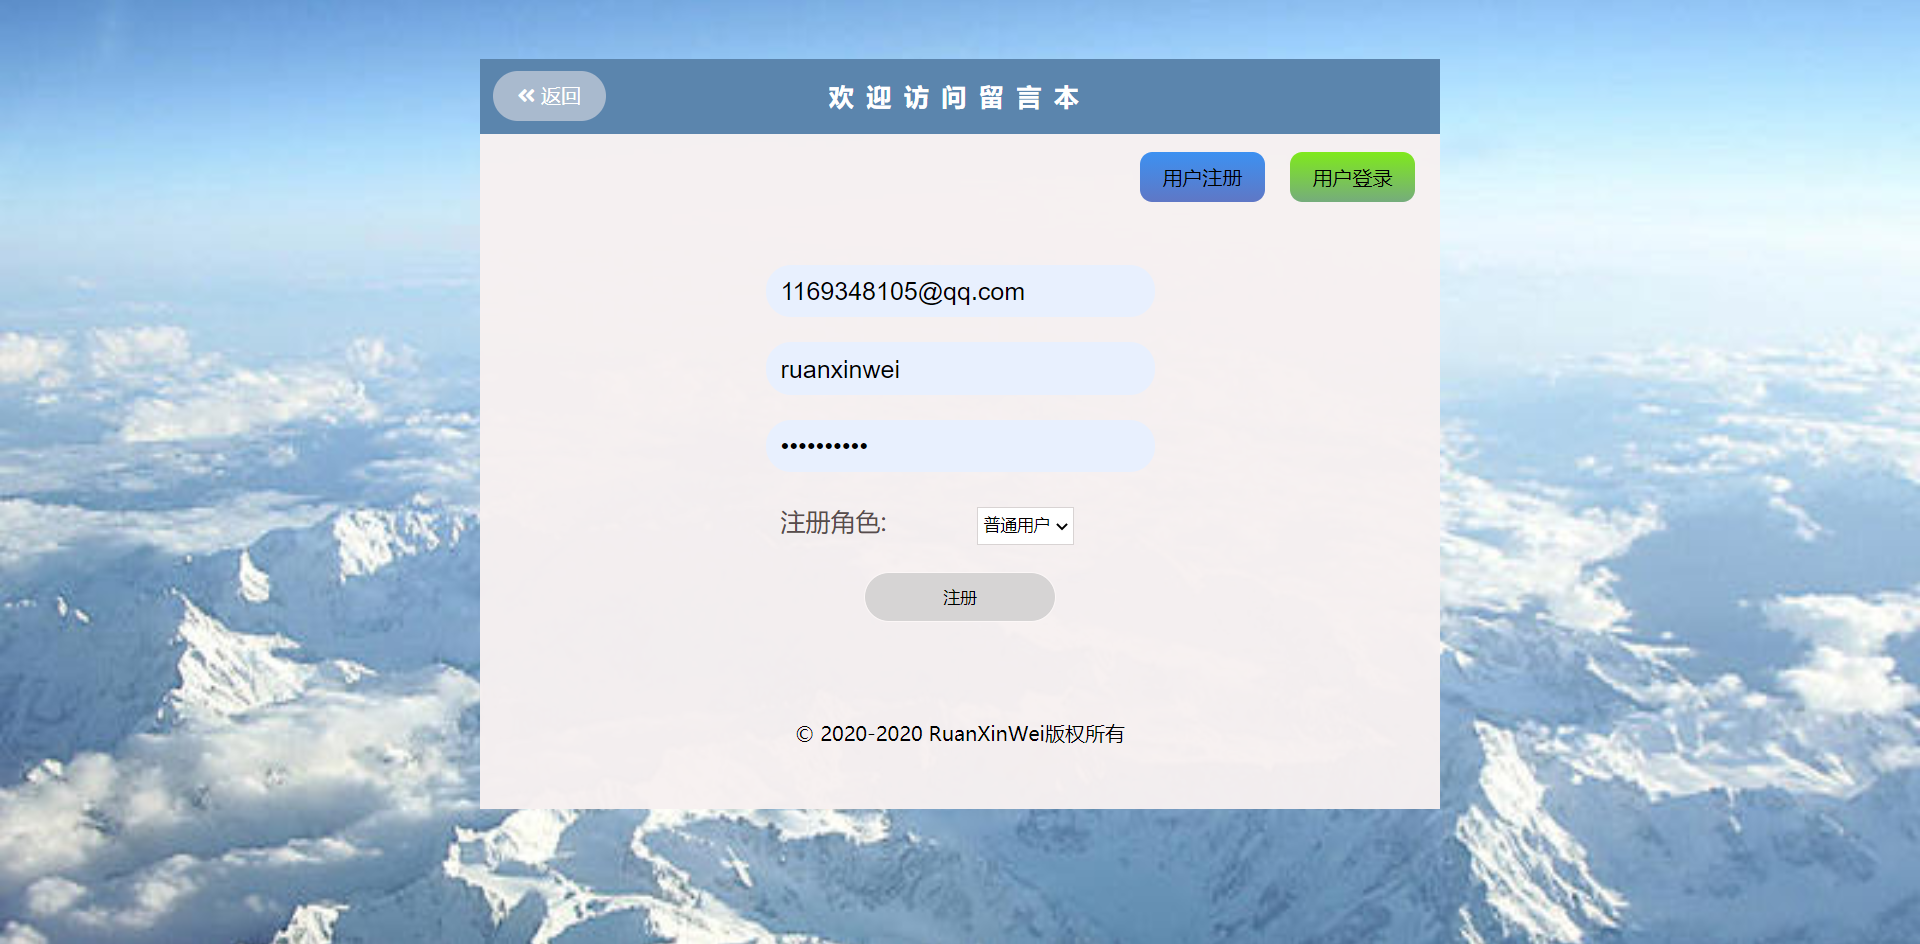 返回
欢迎访问留言本
用户注册 用户登录
1169348105@qq.com
ruanxinwei
••••••••••
注册角色: 普通用户
注册
© 2020-2020 RuanXinWei版权所有